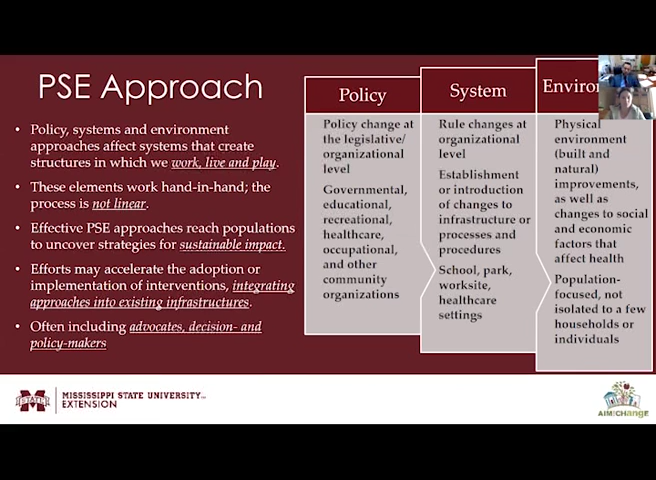 PSE Approach
• Policy, systems and environment
approaches affect systems that create
structures in which we work, live and play.
• These elements work hand-in-hand; the
process is not linear.
• Effective PSE approaches reach populations
to uncover strategies for sustainable impact.
• Efforts may accelerate the adoption or
implementation of interventions, integrating
approaches into existing infrastructures.
• Often including advocates, decision- and
policy-makers
Policy
Policy change at
the legislative/
organizational
level
Governmental,
educational,
recreational,
healthcare,
occupational,
and other
community
organizations
System
Rule changes at
organizational
level
Establishment
or introduction
of changes to
infrastructure or
processes and
procedures
School, park,
worksite,
healthcare
settings
Environ
Physical
environment
(built and
natural)
improvements,
as well as
changes to social
and economic
factors that
affect health
Population-
focused, not
isolated to a few
households or
individuals
STATE
MISSISSIPPI STATE UNIVERSITY
EXTENSION
AIM CHangE